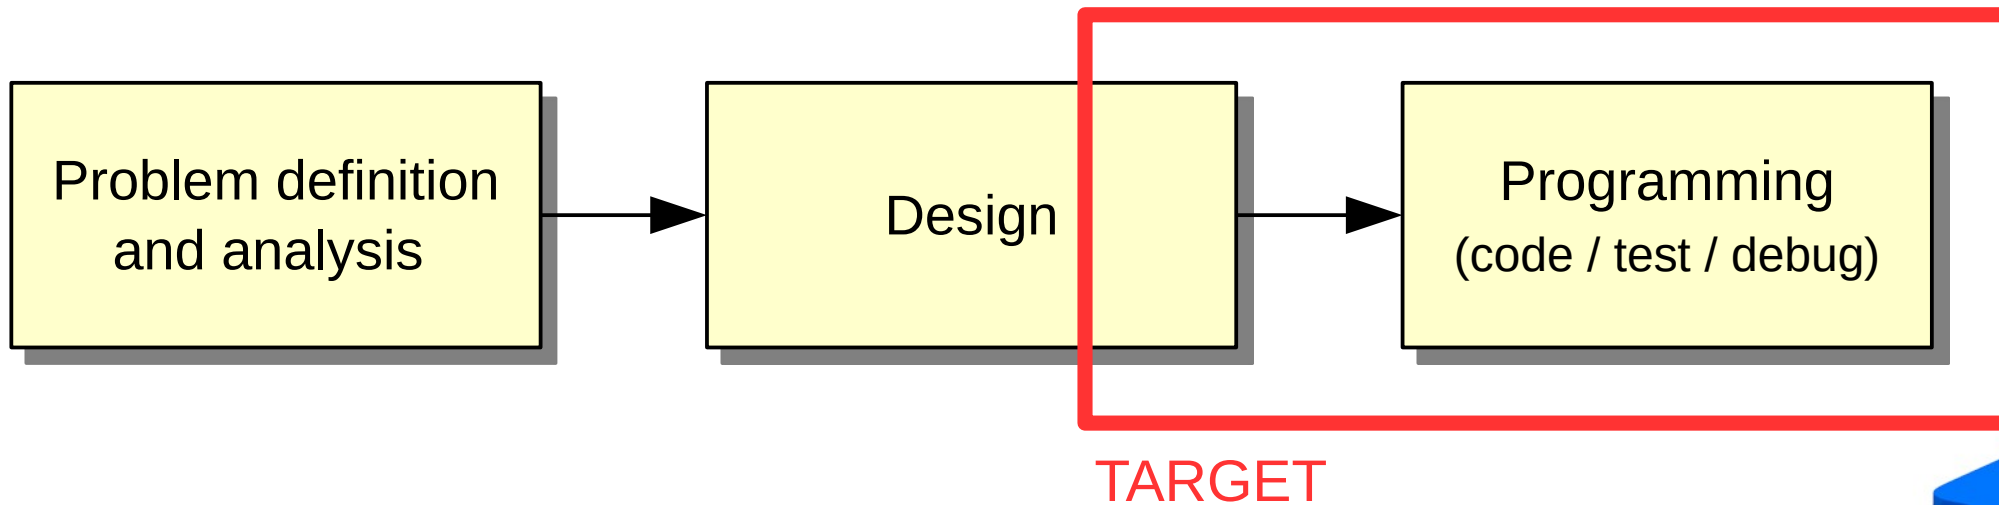 Problem definition
and analysis
Design
Programming
(code / test / debug)
TARGET